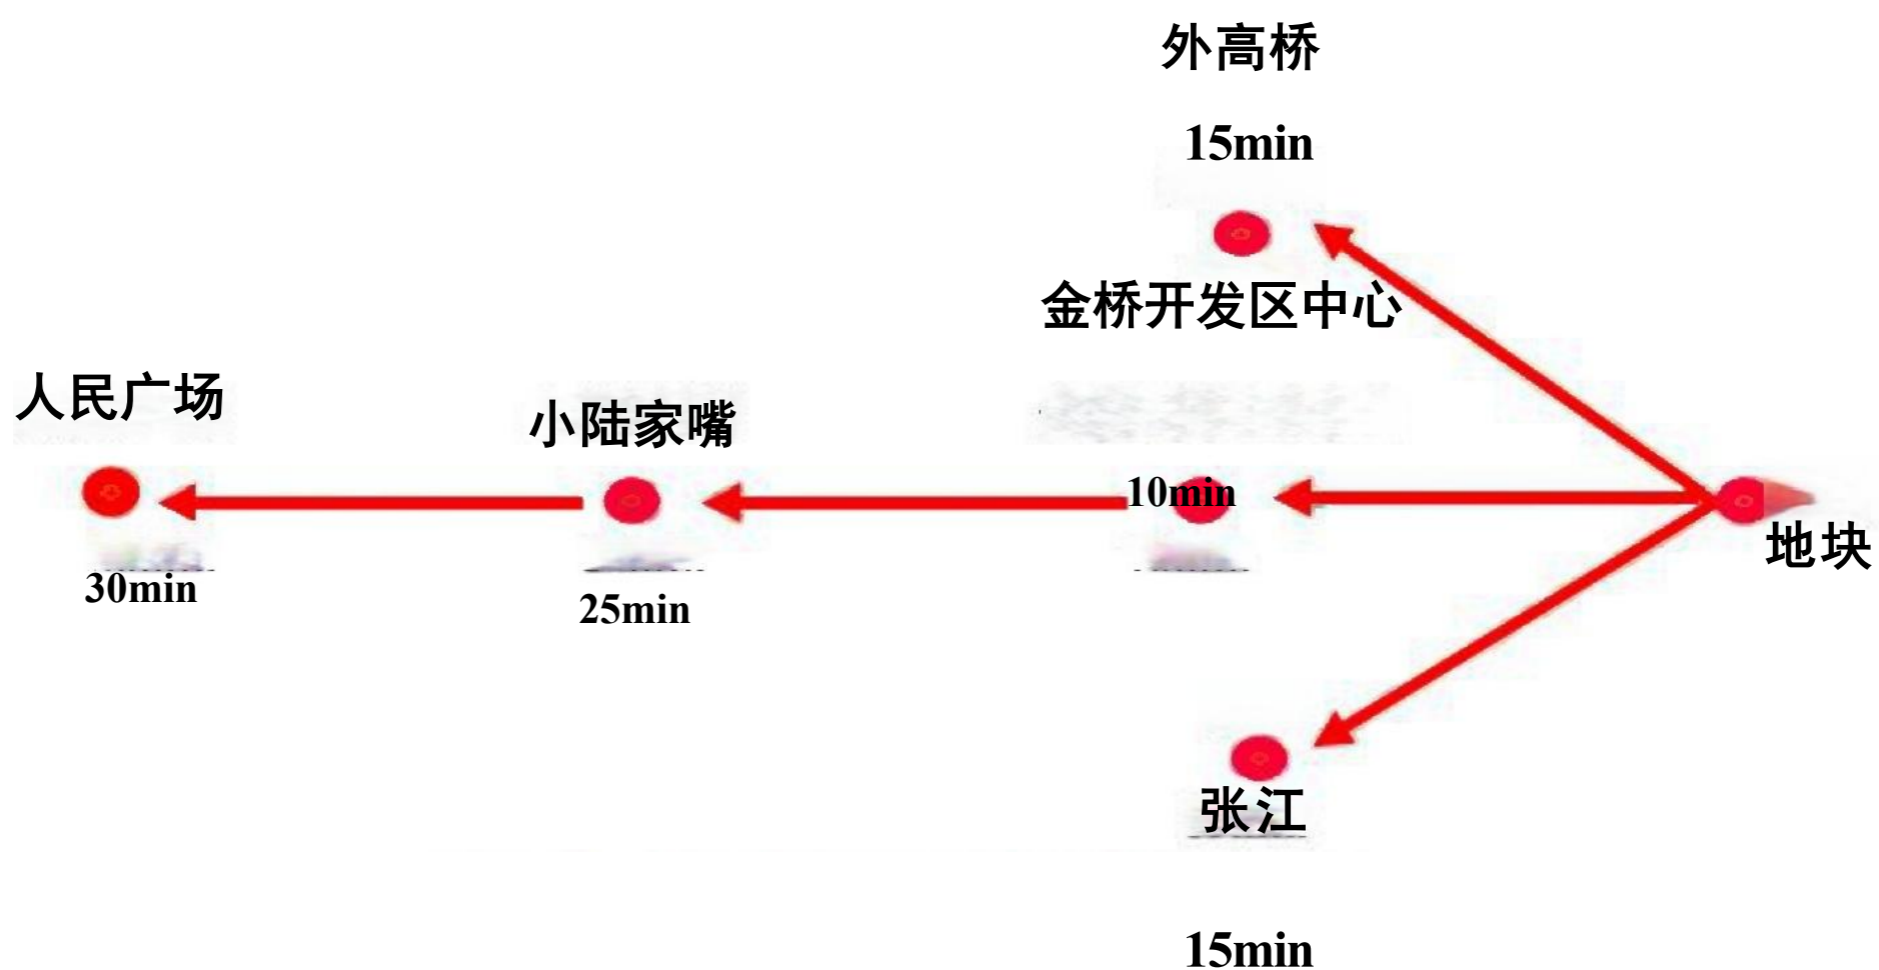 外高桥
15min
金桥开发区中心
人民广场
小陆家嘴
10min
地块
30min
25min
张江
15min